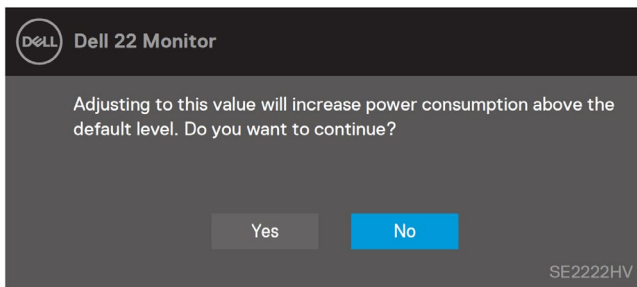 DELL Dell 22 Monitor
Adjusting to this value will increase power consumption above the
default level. Do you want to continue?
Yes No
SE2222HV